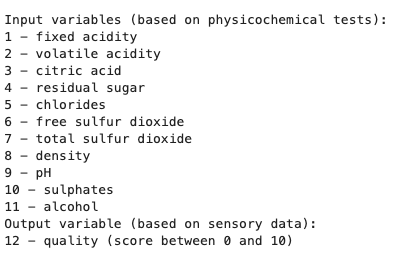 Input variables (based on physicochemical tests):
1 – fixed acidity
2 – volatile acidity
3 – citric acid
4 – residual sugar
5 – chlorides
6 – free sulfur dioxide
7 – total sulfur dioxide
8 – density
9 – pH
10 – sulphates
11 – alcohol
Output variable (based on sensory data):
12 – quality (score between 0 and 10)